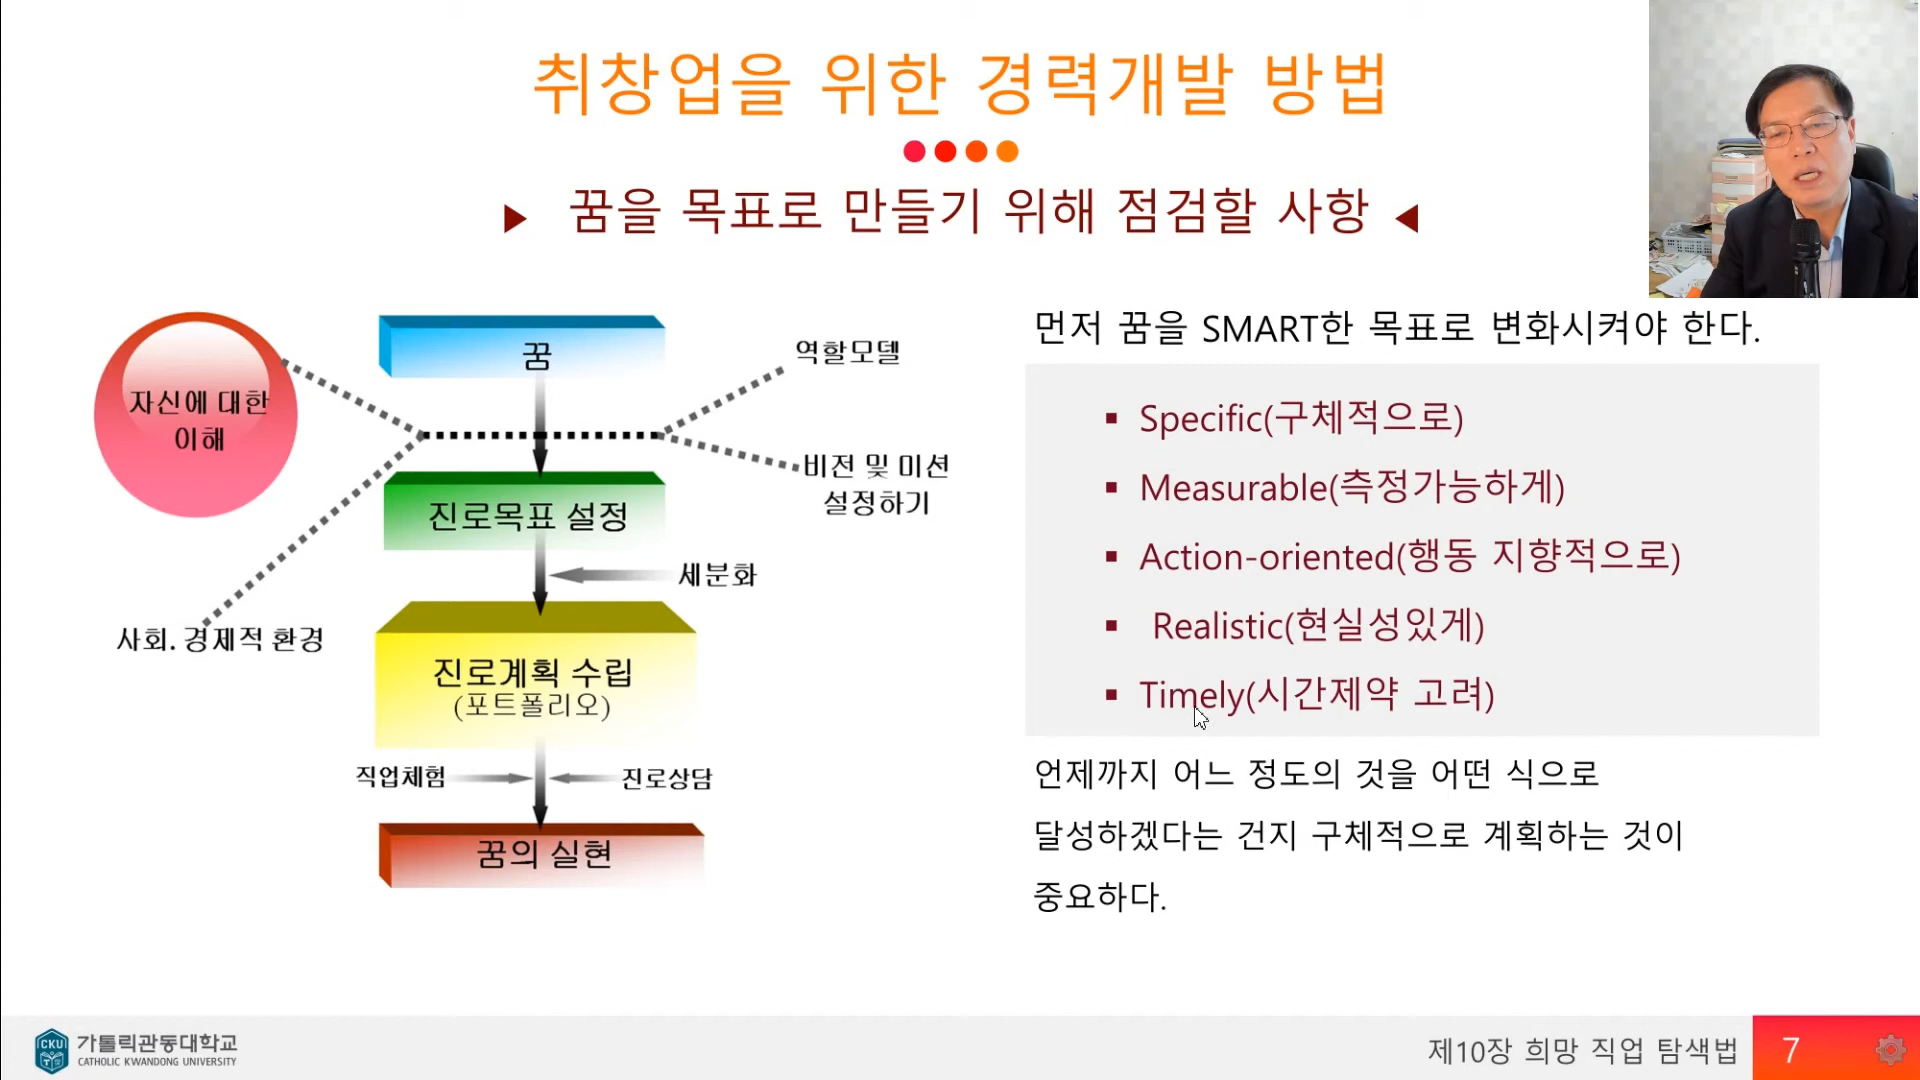 취창업을 위한 경력개발 방법
꿈을 목표로 만들기 위해 점검할 사항
자신에 대한
이해
꿈
역할모델
비전 및 미션
설정하기
진로목표 설정
세분화
사회. 경제적 환경
진로계획 수립
(포트폴리오)
직업체험
진로상담
꿈의 실현
먼저 꿈을 SMART한 목표로 변화시켜야 한다.
▪ Specific(구체적으로)
▪ Measurable(측정가능하게)
▪ Action-oriented(행동 지향적으로)
▪ Realistic(현실성있게)
▪ Timely(시간제약 고려)
언제까지 어느 정도의 것을 어떤 식으로
달성하겠다는 건지 구체적으로 계획하는 것이
중요하다.
CKU
가톨릭관동대학교
CATHOLIC KWANDONG UNIVERSITY
제10장 희망 직업 탐색법
7